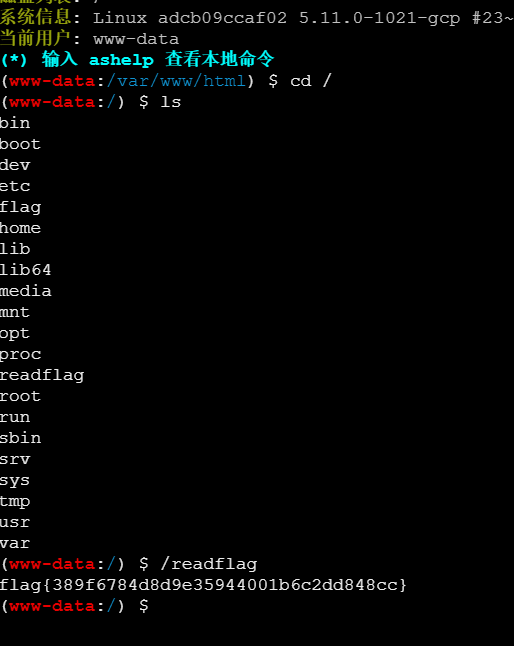 系统信息: Linux adcb09ccaf02 5.11.0-1021-gcp #23~
当前用户: www-data
(*) 输入 ashelp 查看本地命令
(www-data:/var/www/html) $ cd /
(www-data:/) $ ls
bin
boot
dev
etc
flag
home
lib
lib64
media
mnt
opt
proc
readflag
root
run
sbin
srv
sys
tmp
usr
var
(www-data:/) $ /readflag
flag{389f6784d8d9e35944001b6c2dd848cc}
(www-data:/) $